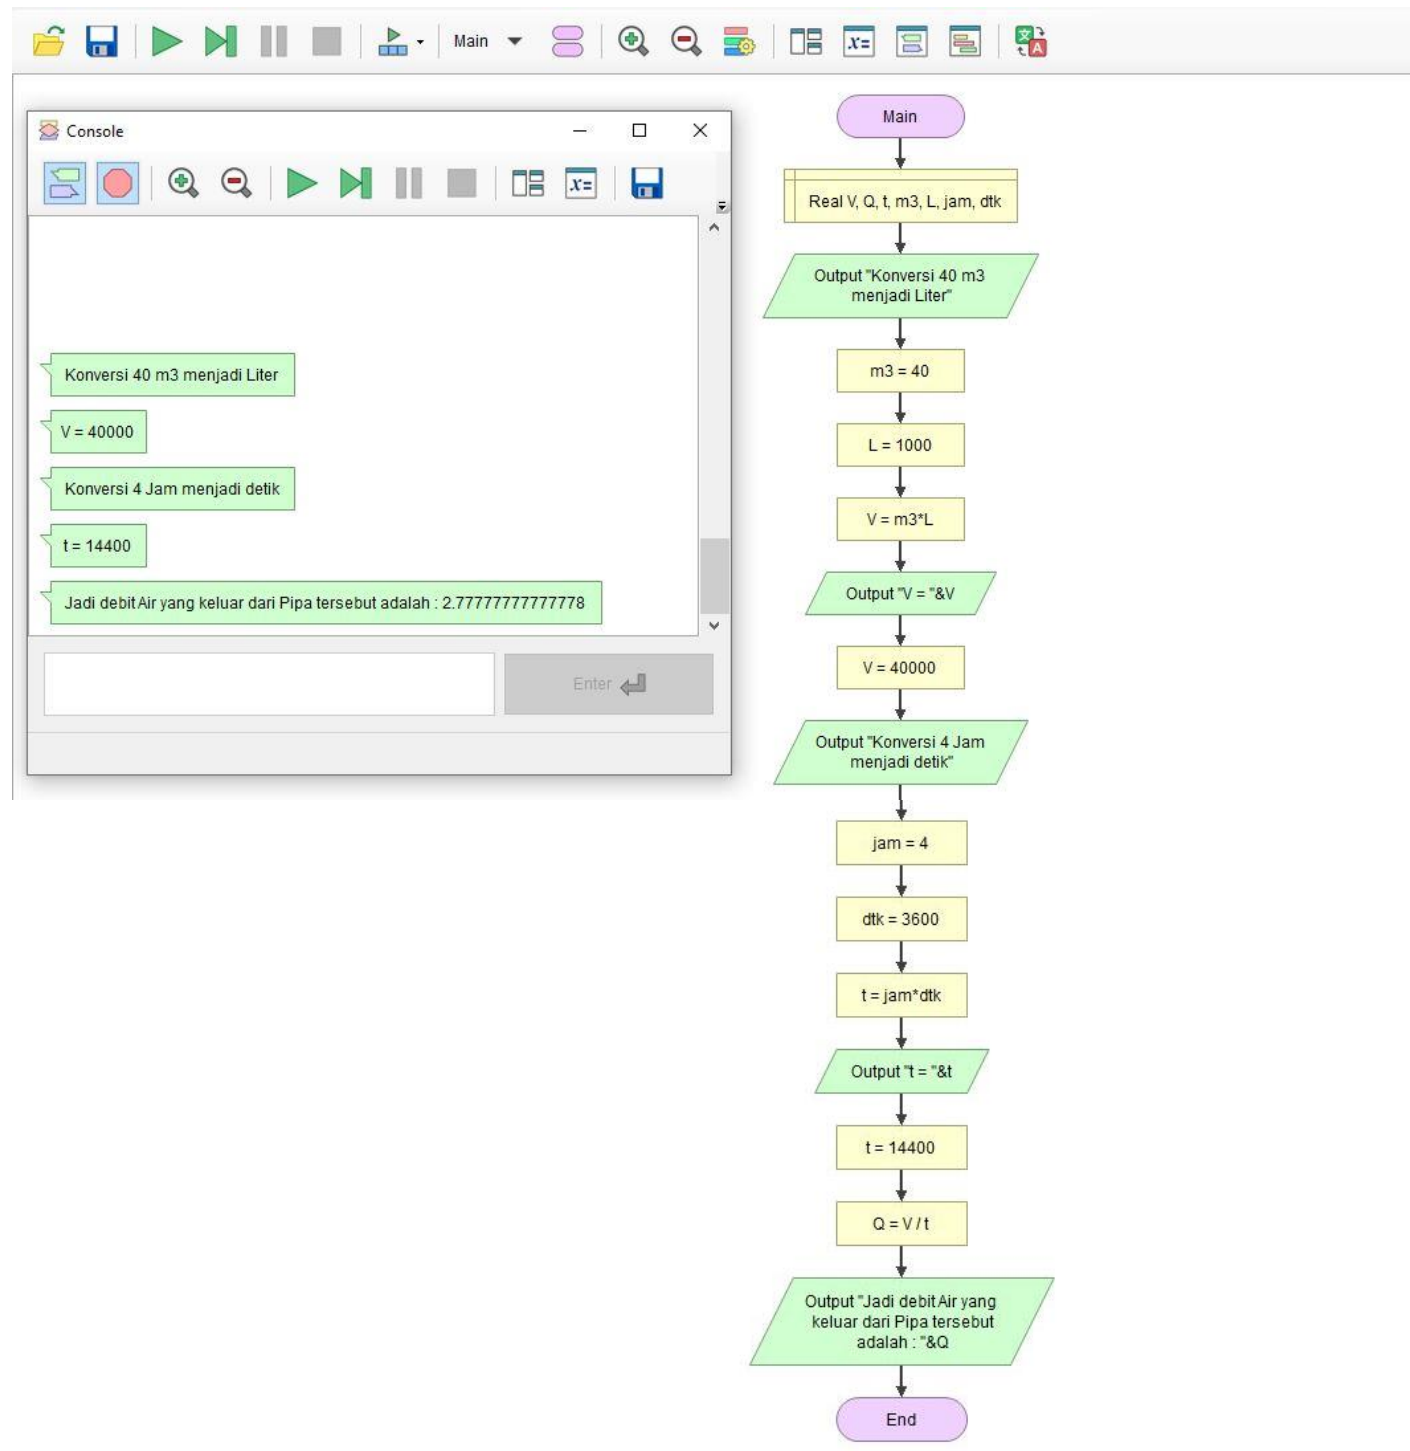 Main
Console
Konversi 40 m3 menjadi Liter
V = 40000
Konversi 4 Jam menjadi detik
t = 14400
Jadi debit Air yang keluar dari Pipa tersebut adalah : 2.77777777777778
Enter
Main
Real V, Q, t, m3, L, jam, dtk
Output "Konversi 40 m3
menjadi Liter"
m3 = 40
L = 1000
V = m3*L
Output "V = "&V
V = 40000
Output "Konversi 4 Jam
menjadi detik"
jam = 4
dtk = 3600
t = jam*dtk
Output "t = "&t
t = 14400
Q = V / t
Output "Jadi debit Air yang
keluar dari Pipa tersebut
adalah : "&Q
End